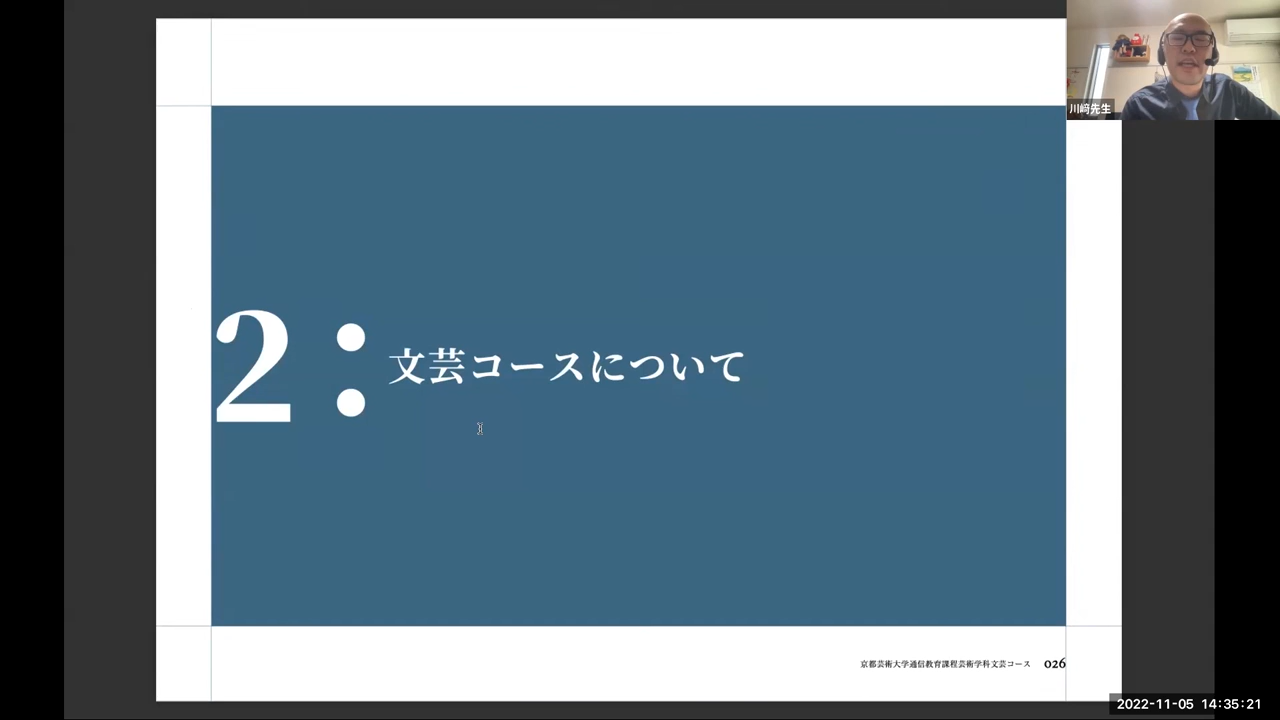 川﨑先生
2：文芸コースについて
京都芸術大学通信教育課程芸術学科文芸コース 026
2022-11-05 14:35:21